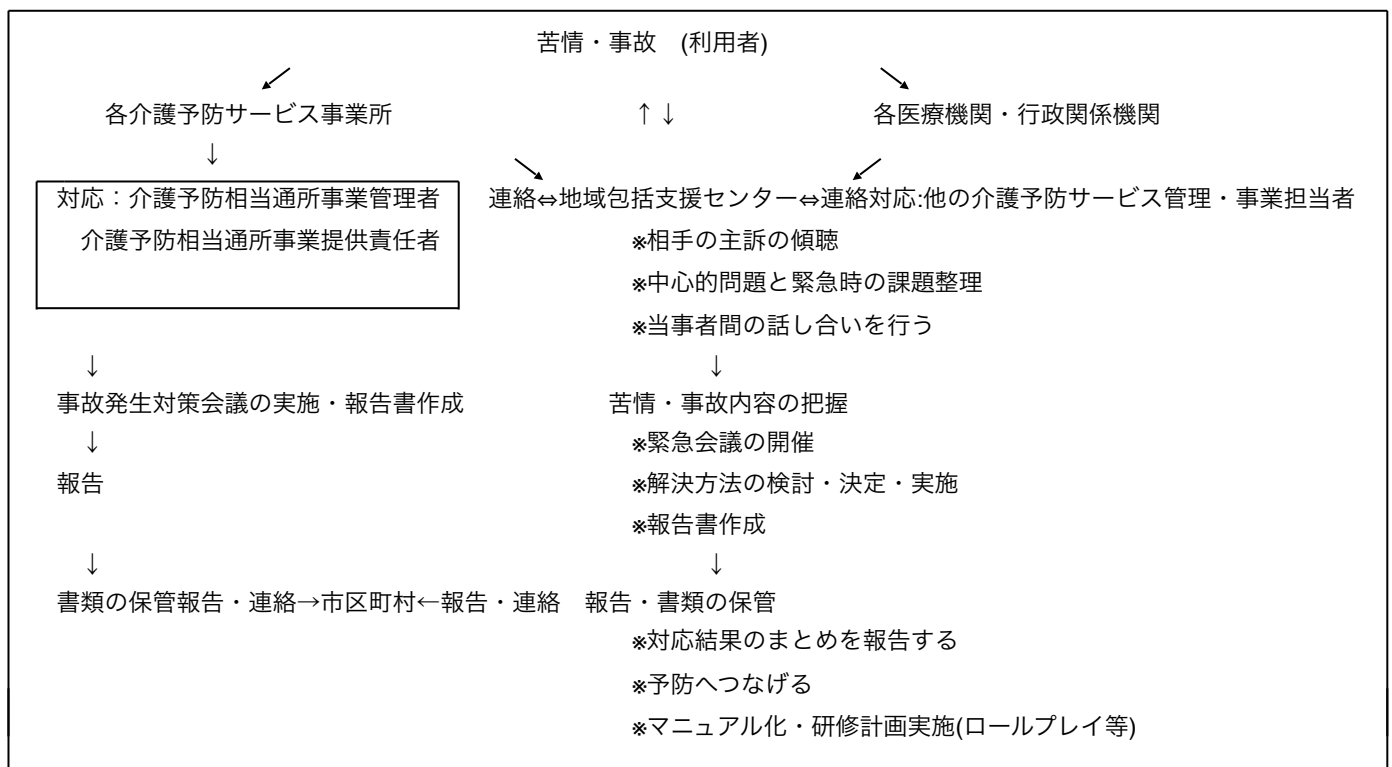 苦情・事故　(利用者)
各介護予防サービス事業所　↑↓　各医療機関・行政関係機関
↓
対応：介護予防相当通所事業管理者　連絡⇔地域包括支援センター⇔連絡対応:他の介護予防サービス管理・事業担当者
介護予防相当通所事業提供責任者　※相手の主訴の傾聴
※中心的問題と緊急時の課題整理
※当事者間の話し合いを行う
↓　↓
事故発生対策会議の実施・報告書作成　苦情・事故内容の把握
↓　※緊急会議の開催
報告　※解決方法の検討・決定・実施
※報告書作成
↓　↓
書類の保管報告・連絡→市区町村←報告・連絡　報告・書類の保管
※対応結果のまとめを報告する
※予防へつなげる
※マニュアル化・研修計画実施(ロールプレイ等)